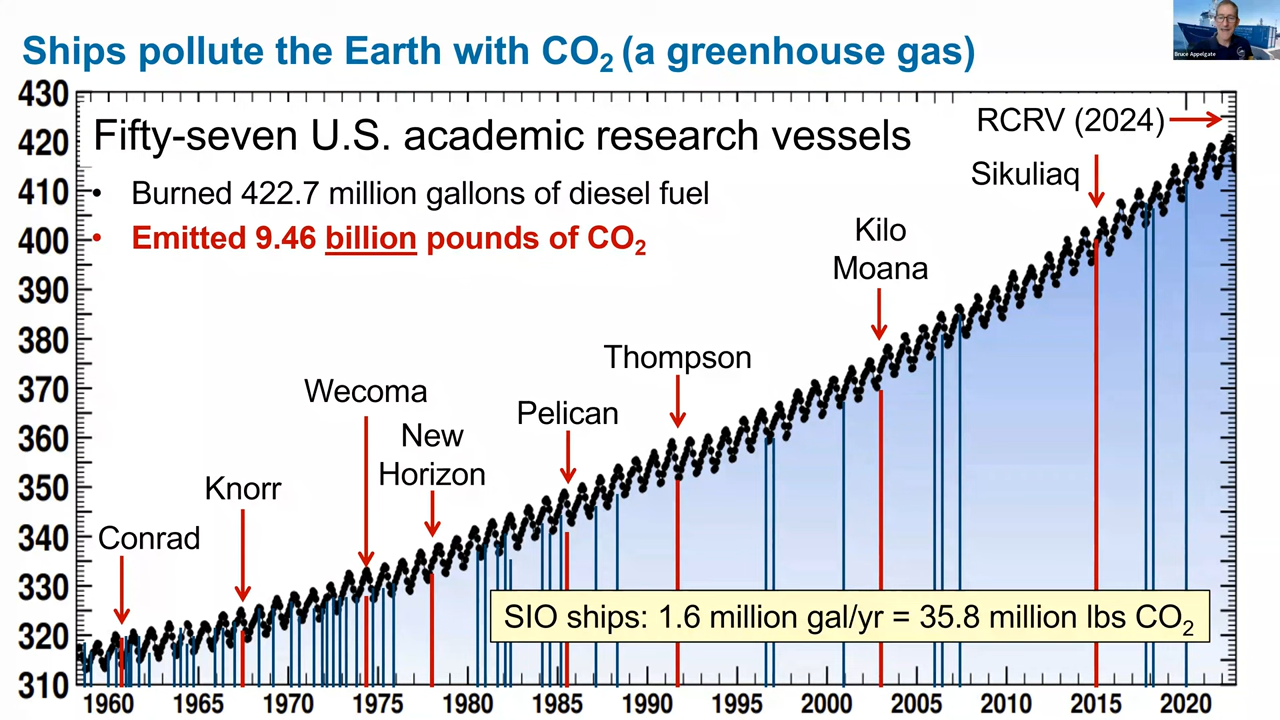 Ships pollute the Earth with CO₂ (a greenhouse gas)
Bruce Appelgate
430
420
410
400
390
380
370
360
350
340
330
320
310
Fifty-seven U.S. academic research vessels
• Burned 422.7 million gallons of diesel fuel
• Emitted 9.46 billion pounds of CO₂
RCRV (2024)
Sikuliaq
Kilo
Moana
Thompson
Wecoma
Pelican
New
Horizon
Knorr
Conrad
SIO ships: 1.6 million gal/yr = 35.8 million lbs CO₂
1960 1965 1970 1975 1980 1985 1990 1995 2000 2005 2010 2015 2020